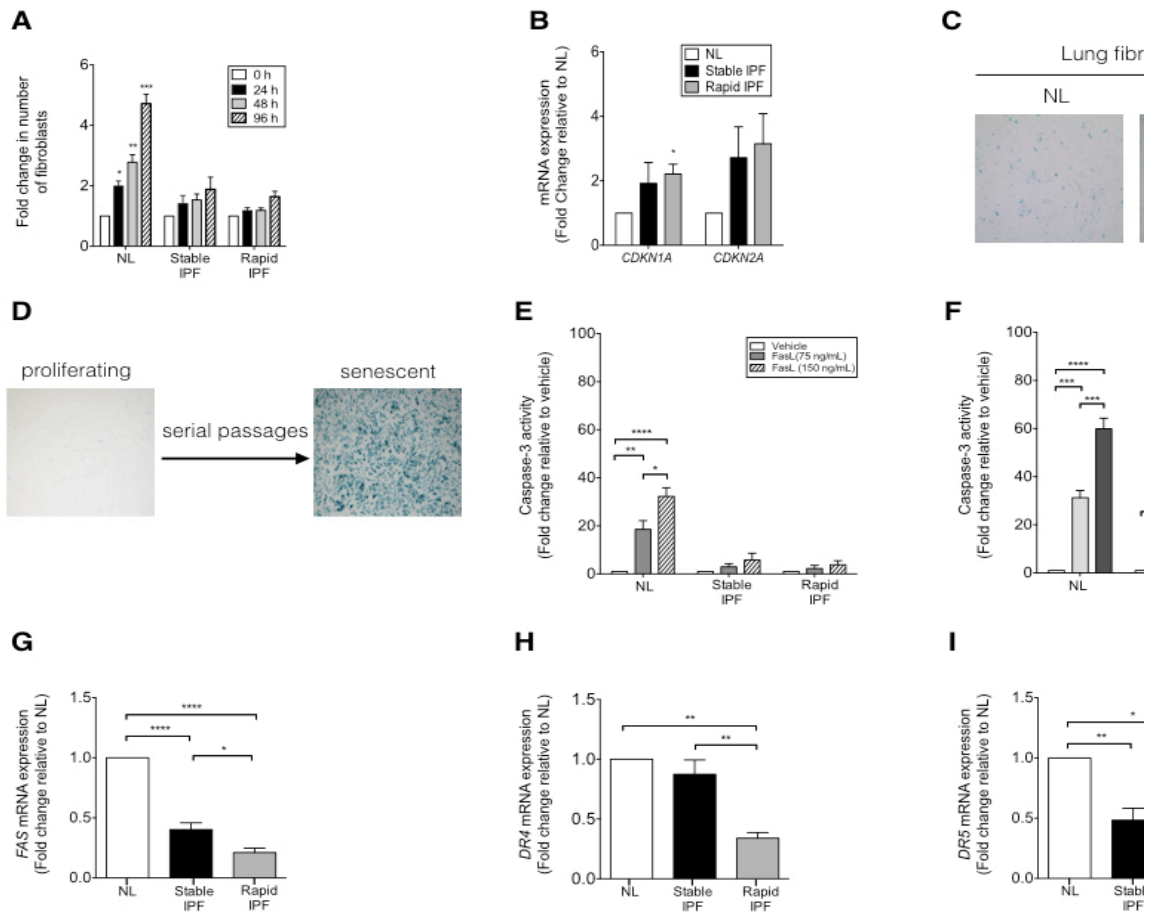 A
Fold change in number
of fibroblasts
6
4
2
0
*
**
***
0 h
24 h
48 h
96 h
NL
Stable
IPF
Rapid
IPF
B
mRNA expression
(Fold Change relative to NL)
6
4
2
0
NL
Stable IPF
Rapid IPF
*
CDKN1A
CDKN2A
C
Lung fibr
NL
D
proliferating
senescent
serial passages
E
Caspase-3 activity
(Fold change relative to vehicle)
100
80
60
40
20
0
Vehicle
FasL(75 ng/mL)
FasL (150 ng/mL)
****
**
*
NL
Stable
IPF
Rapid
IPF
F
Caspase-3 activity
(Fold change relative to vehicle)
100
80
60
40
20
0
****
***
***
NL
G
FAS mRNA expression
(Fold change relative to NL)
1.5
1.0
0.5
0.0
****
****
*
NL
Stable
IPF
Rapid
IPF
H
DR4 mRNA expression
(Fold change relative to NL)
1.5
1.0
0.5
0.0
**
**
NL
Stable
IPF
Rapid
IPF
I
DR5 mRNA expression
(Fold change relative to NL)
1.5
1.0
0.5
0.0
*
**
NL
Stabl
IPF